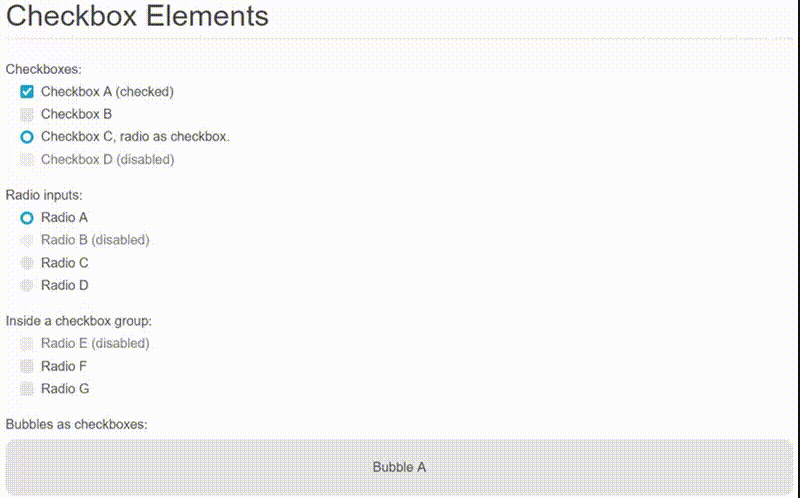 Checkbox Elements
Checkboxes:
Checkbox A (checked)
Checkbox B
Checkbox C, radio as checkbox.
Checkbox D (disabled)
Radio inputs:
Radio A
Radio B (disabled)
Radio C
Radio D
Inside a checkbox group:
Radio E (disabled)
Radio F
Radio G
Bubbles as checkboxes:
Bubble A